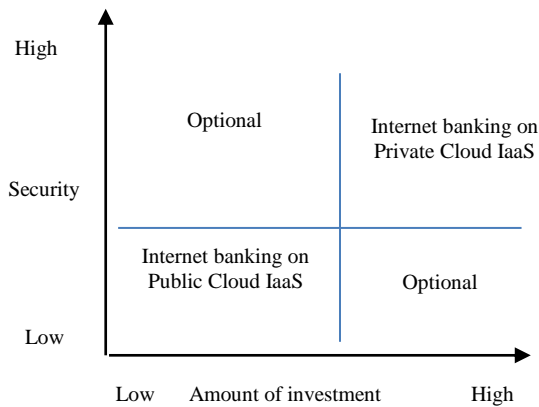 High
Optional
Internet banking on
Private Cloud IaaS
Security
Internet banking on
Public Cloud IaaS
Optional
Low
Low Amount of investment High